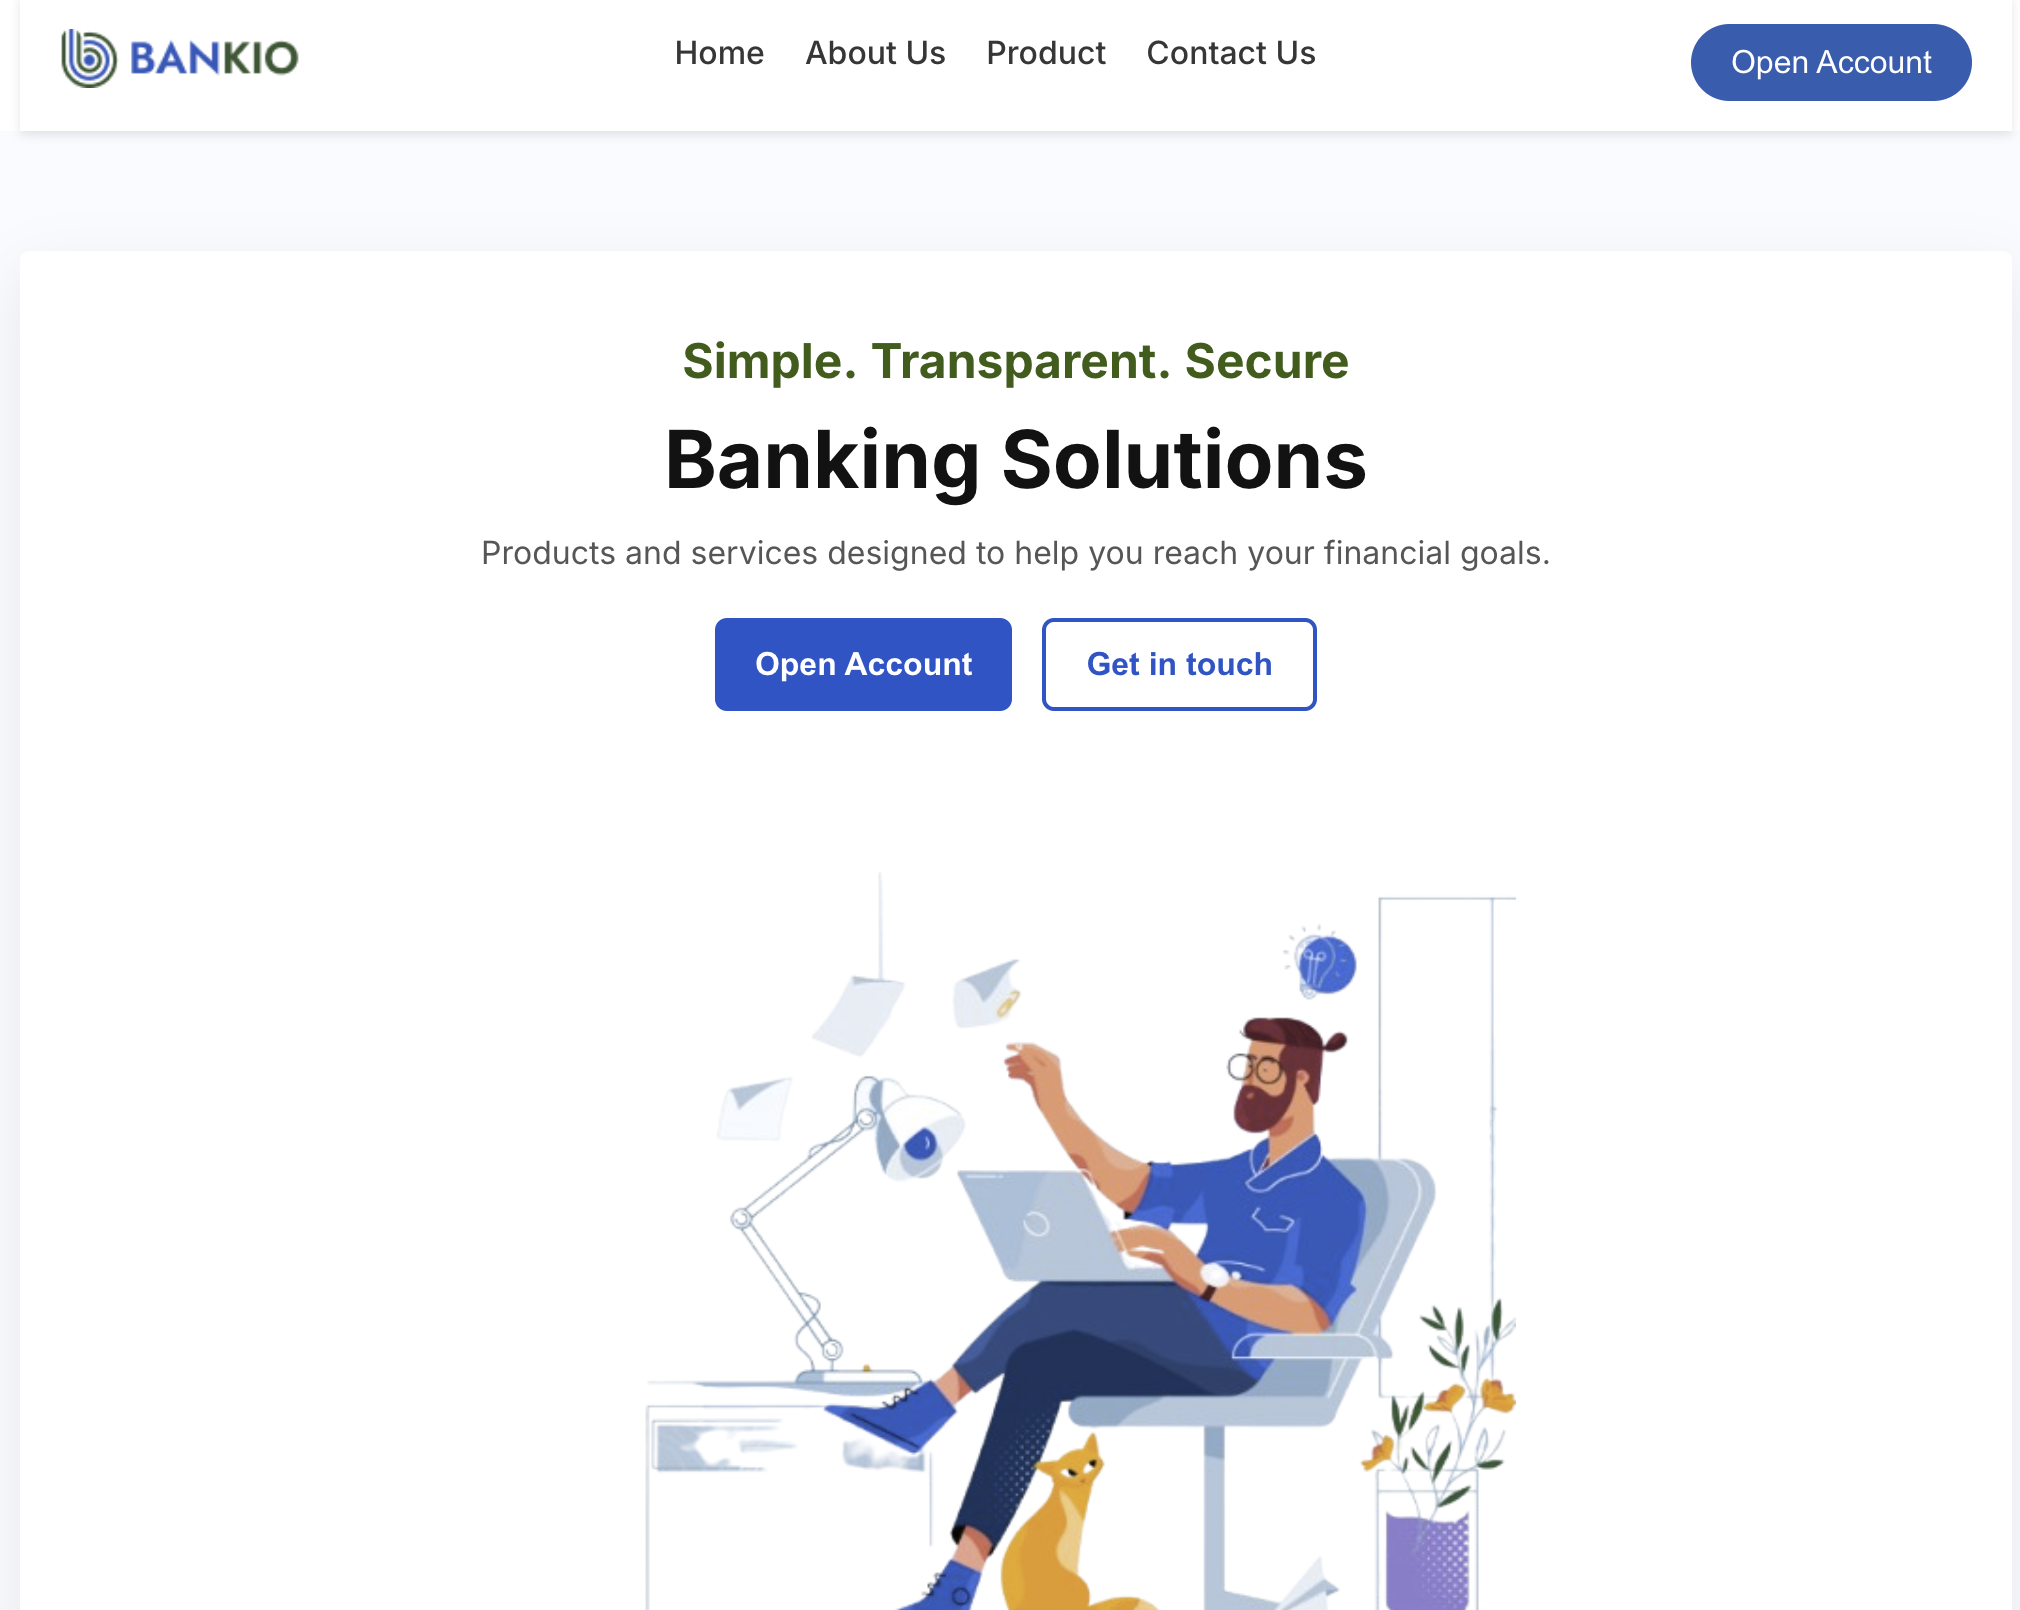 BANKIO
Home About Us Product Contact Us
Open Account
Simple. Transparent. Secure
Banking Solutions
Products and services designed to help you reach your financial goals.
Open Account Get in touch